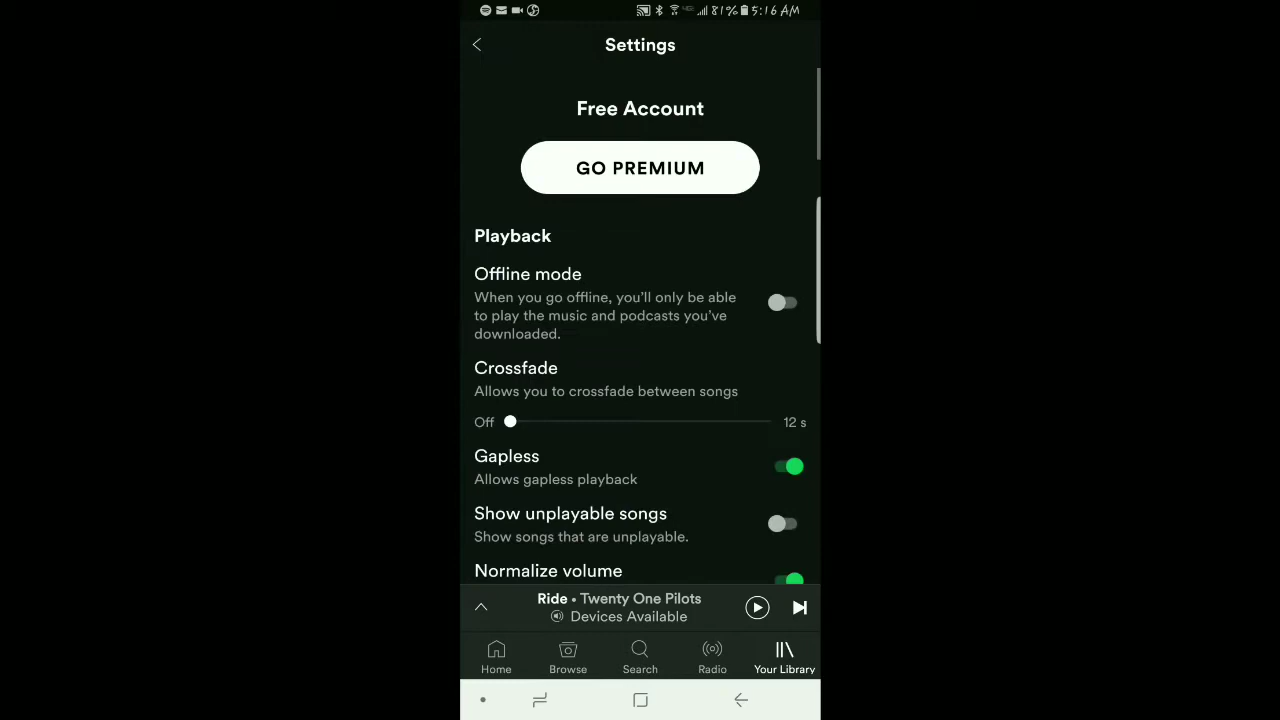 81% 5:16 AM
Settings
Free Account
GO PREMIUM
Playback
Offline mode
When you go offline, you'll only be able
to play the music and podcasts you've
downloaded.
Crossfade
Allows you to crossfade between songs
Off 12 s
Gapless
Allows gapless playback
Show unplayable songs
Show songs that are unplayable.
Normalize volume
Ride • Twenty One Pilots
Devices Available
Home Browse Search Radio Your Library